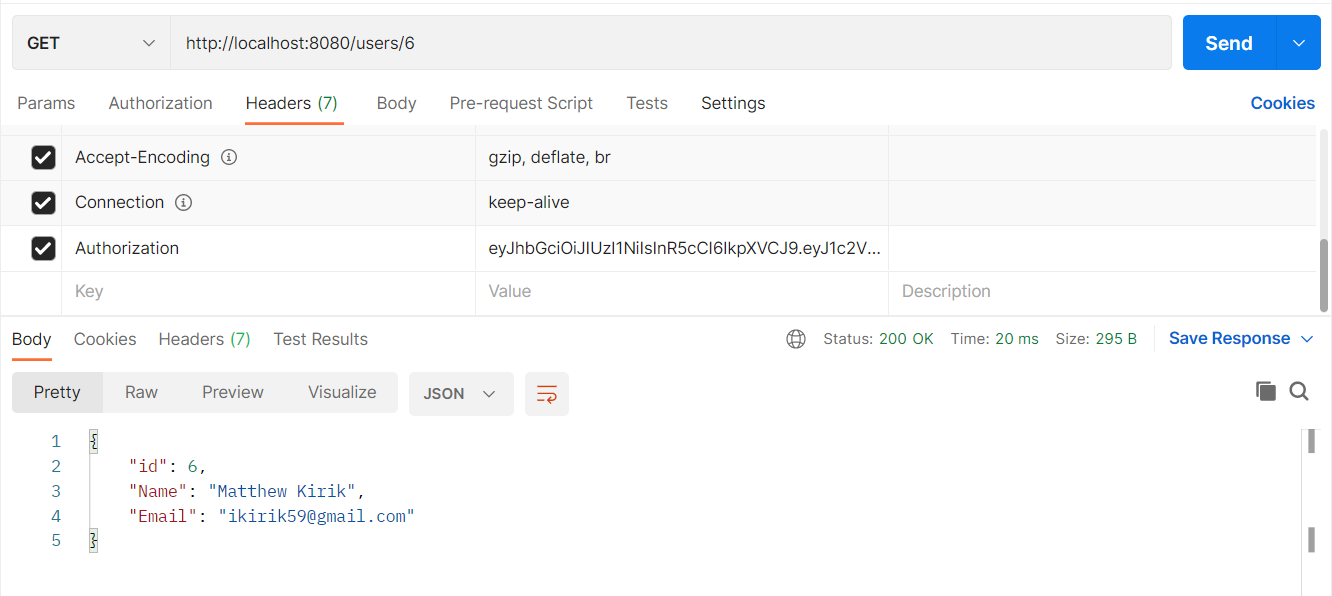 GET http://localhost:8080/users/6 Send
Params Authorization Headers (7) Body Pre-request Script Tests Settings Cookies
Accept-Encoding gzip, deflate, br
Connection keep-alive
Authorization eyJhbGciOiJIUzI1NiIsInR5cCI6IkpXVCJ9.eyJ1c2V...
Key Value Description
Body Cookies Headers (7) Test Results Status: 200 OK Time: 20 ms Size: 295 B Save Response
Pretty Raw Preview Visualize JSON
1 {
2 "id": 6,
3 "Name": "Matthew Kirik",
4 "Email": "ikirik59@gmail.com"
5 }